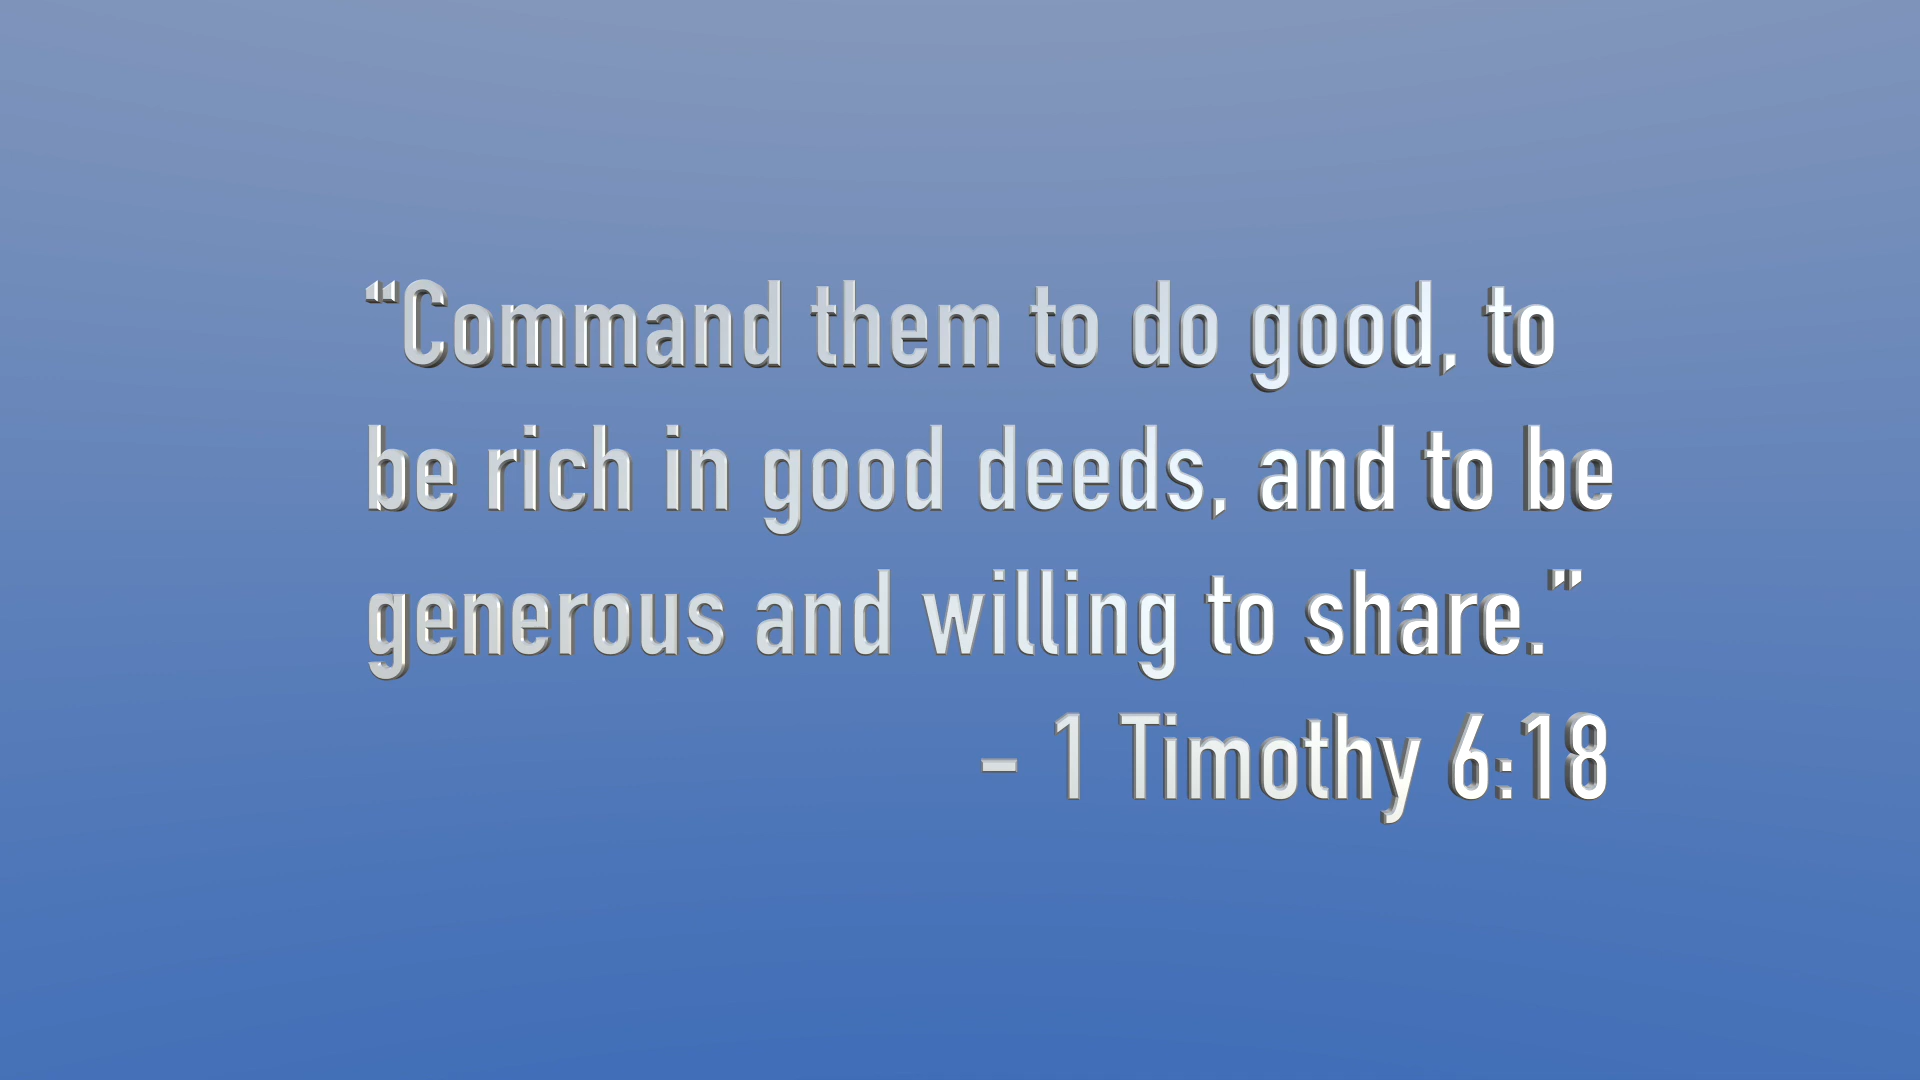 “Command them to do good, to
be rich in good deeds, and to be
generous and willing to share.”
– 1 Timothy 6:18